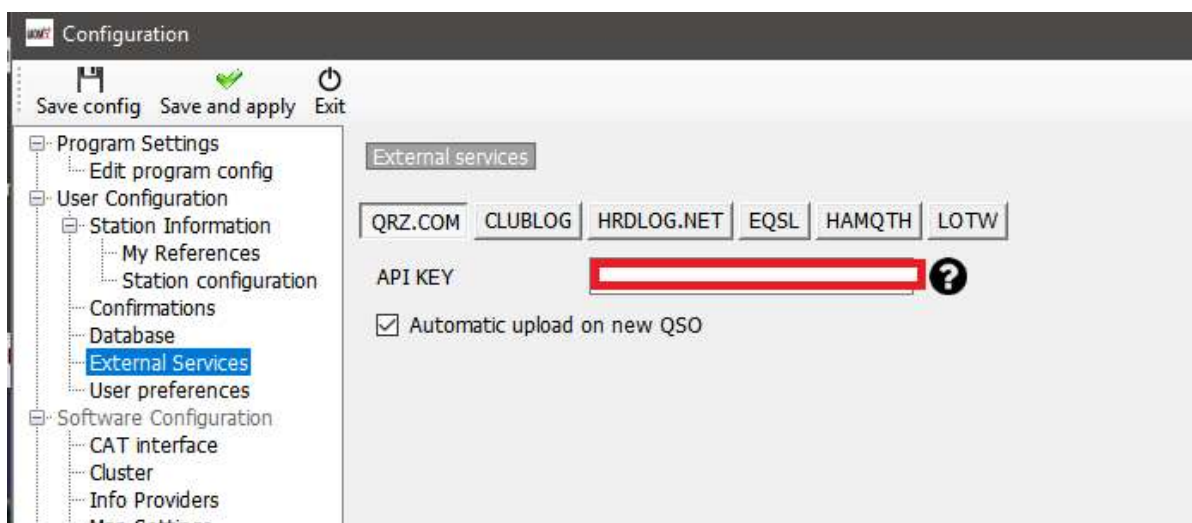 Configuration
Save config Save and apply Exit
Program Settings
Edit program config
User Configuration
Station Information
My References
Station configuration
Confirmations
Database
External Services
User preferences
Software Configuration
CAT interface
Cluster
Info Providers
Map Settings
External services
QRZ.COM CLUBLOG HRDLOG.NET EQSL HAMQTH LOTW
API KEY
?
Automatic upload on new QSO